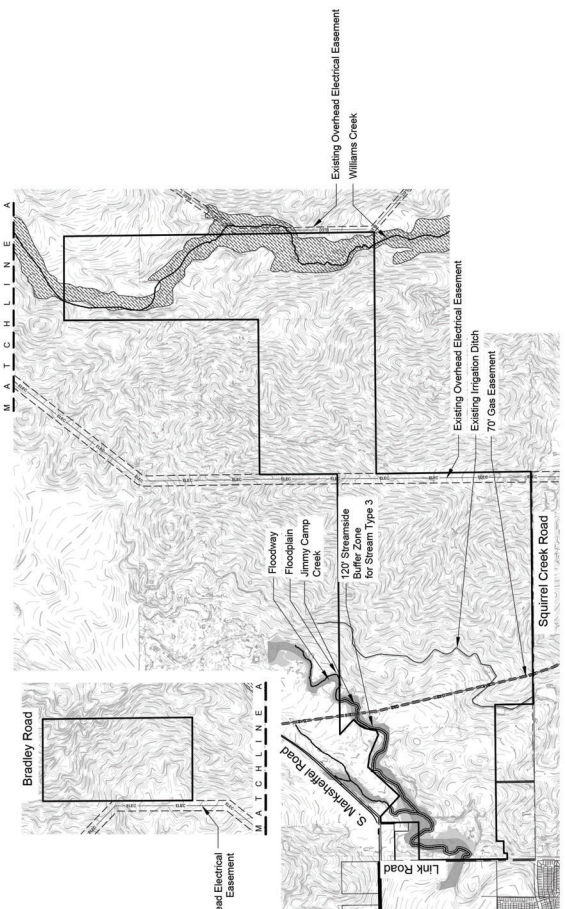 M A T C H L I N E A
Existing Overhead Electrical Easement
Williams Creek
Bradley Road
M A T C H L I N E A
ead Electrical
Easement
Floodway
Floodplain
Jimmy Camp
Creek
120' Streamside
Buffer Zone
for Stream Type 3
Existing Overhead Electrical Easement
Existing Irrigation Ditch
70' Gas Easement
S. Marksheffel Road
Link Road
Squirrel Creek Road